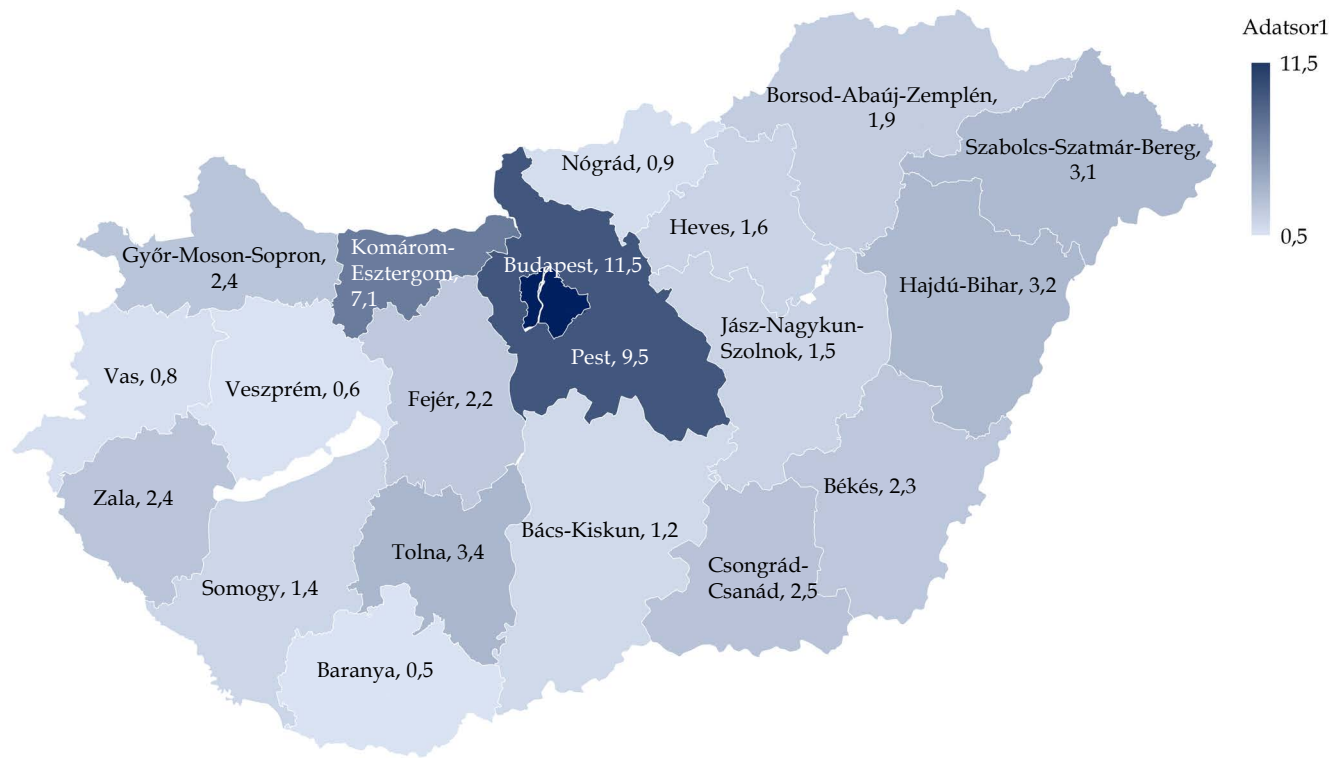 Adatsor1
11,5
0,5
Borsod-Abaúj-Zemplén,
1,9
Szabolcs-Szatmár-Bereg,
3,1
Nógrád, 0,9
Heves, 1,6
Győr-Moson-Sopron,
2,4
Komárom-
Esztergom,
7,1
Budapest, 11,5
Hajdú-Bihar, 3,2
Jász-Nagykun-
Szolnok, 1,5
Pest, 9,5
Vas, 0,8
Veszprém, 0,6
Fejér, 2,2
Zala, 2,4
Békés, 2,3
Bács-Kiskun, 1,2
Tolna, 3,4
Csongrád-
Csanád, 2,5
Somogy, 1,4
Baranya, 0,5